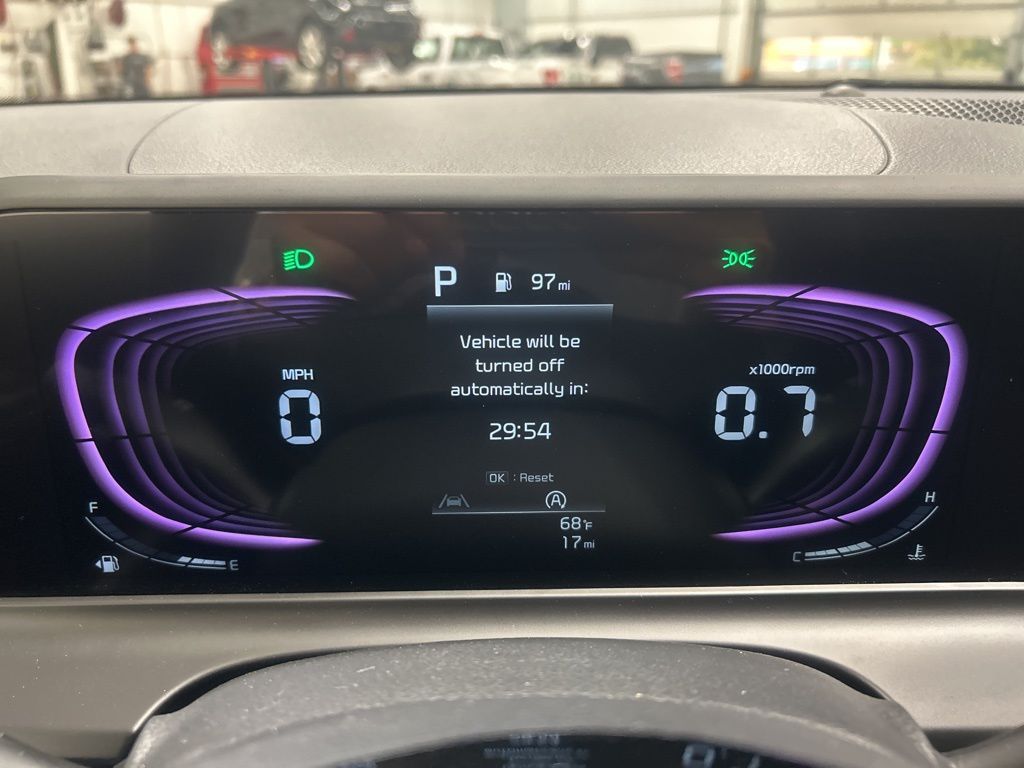 P 97 mi
Vehicle will be
turned off
automatically in:
29:54
OK : Reset
A
68°F
17 mi
MPH
0
x1000rpm
0.7
F
E
H
C